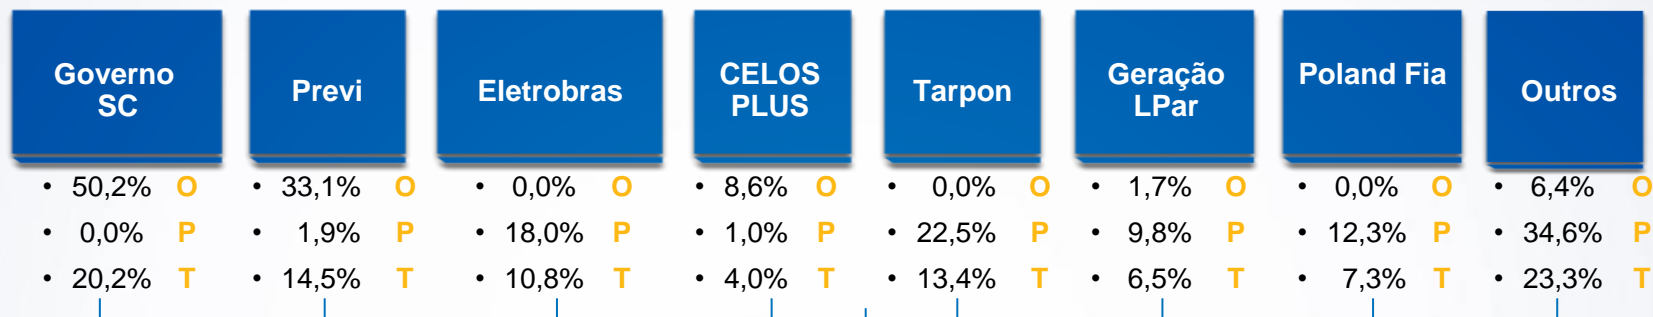 Governo
SC
Previ
Eletrobras
CELOS
PLUS
Tarpon
Geração
LPar
Poland Fia
Outros
• 50,2% O • 33,1% O • 0,0% O • 8,6% O • 0,0% O • 1,7% O • 0,0% O • 6,4% O
• 0,0% P • 1,9% P • 18,0% P • 1,0% P • 22,5% P • 9,8% P • 12,3% P • 34,6% P
• 20,2% T • 14,5% T • 10,8% T • 4,0% T • 13,4% T • 6,5% T • 7,3% T • 23,3% T